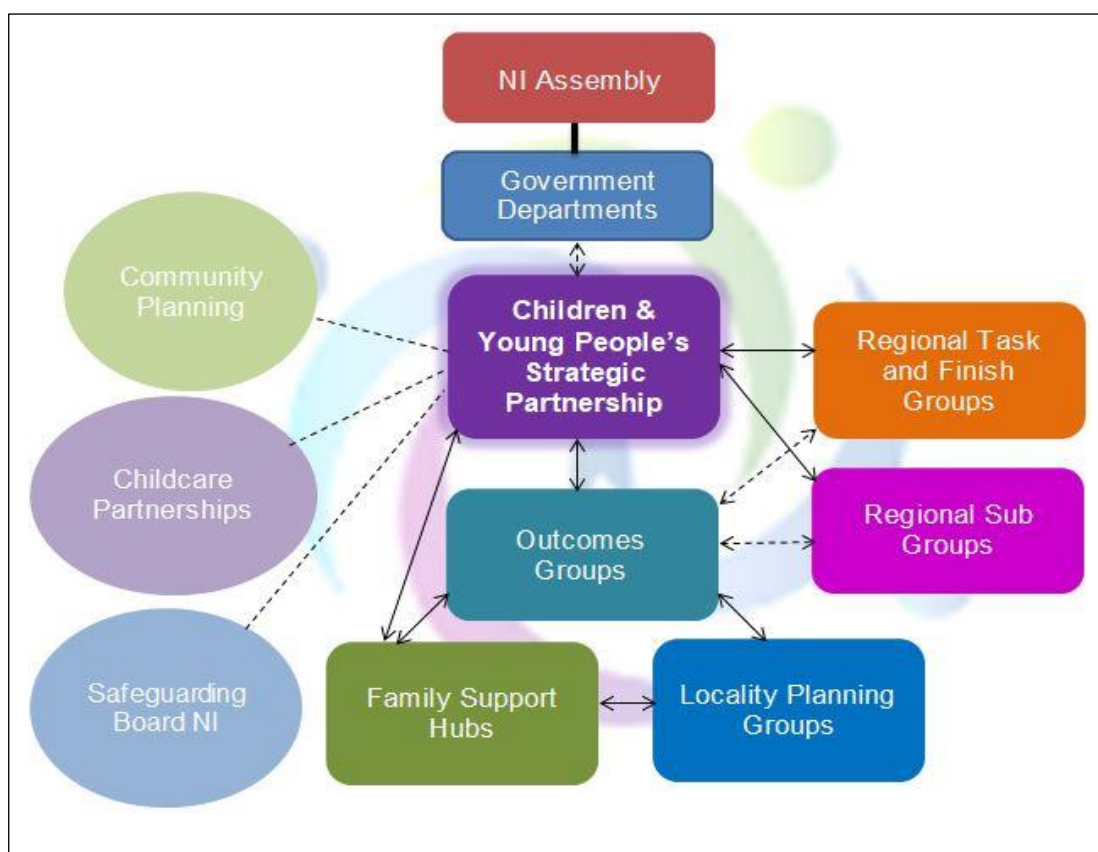 NI Assembly
Government
Departments
Community
Planning
Children &
Young People’s
Strategic
Partnership
Regional Task
and Finish
Groups
Childcare
Partnerships
Outcomes
Groups
Regional Sub
Groups
Safeguarding
Board NI
Family Support
Hubs
Locality Planning
Groups